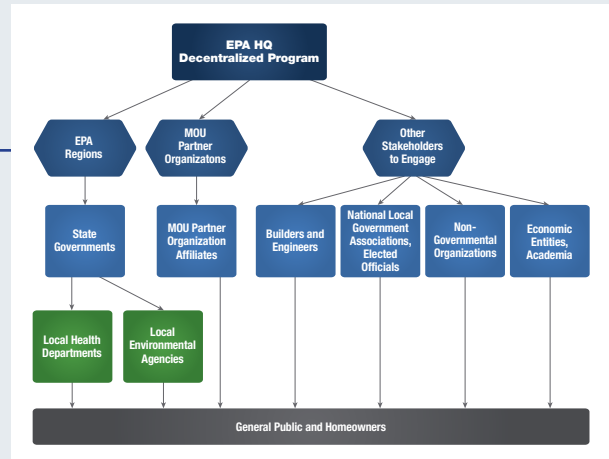 EPA HQ
Decentralized Program
EPA
Regions
MOU
Partner
Organizatons
Other
Stakeholders
to Engage
State
Governments
MOU Partner
Organization
Affiliates
Builders and
Engineers
National Local
Government
Associations,
Elected
Officials
Non-
Governmental
Organizations
Economic
Entities,
Academia
Local Health
Departments
Local
Environmental
Agencies
General Public and Homeowners